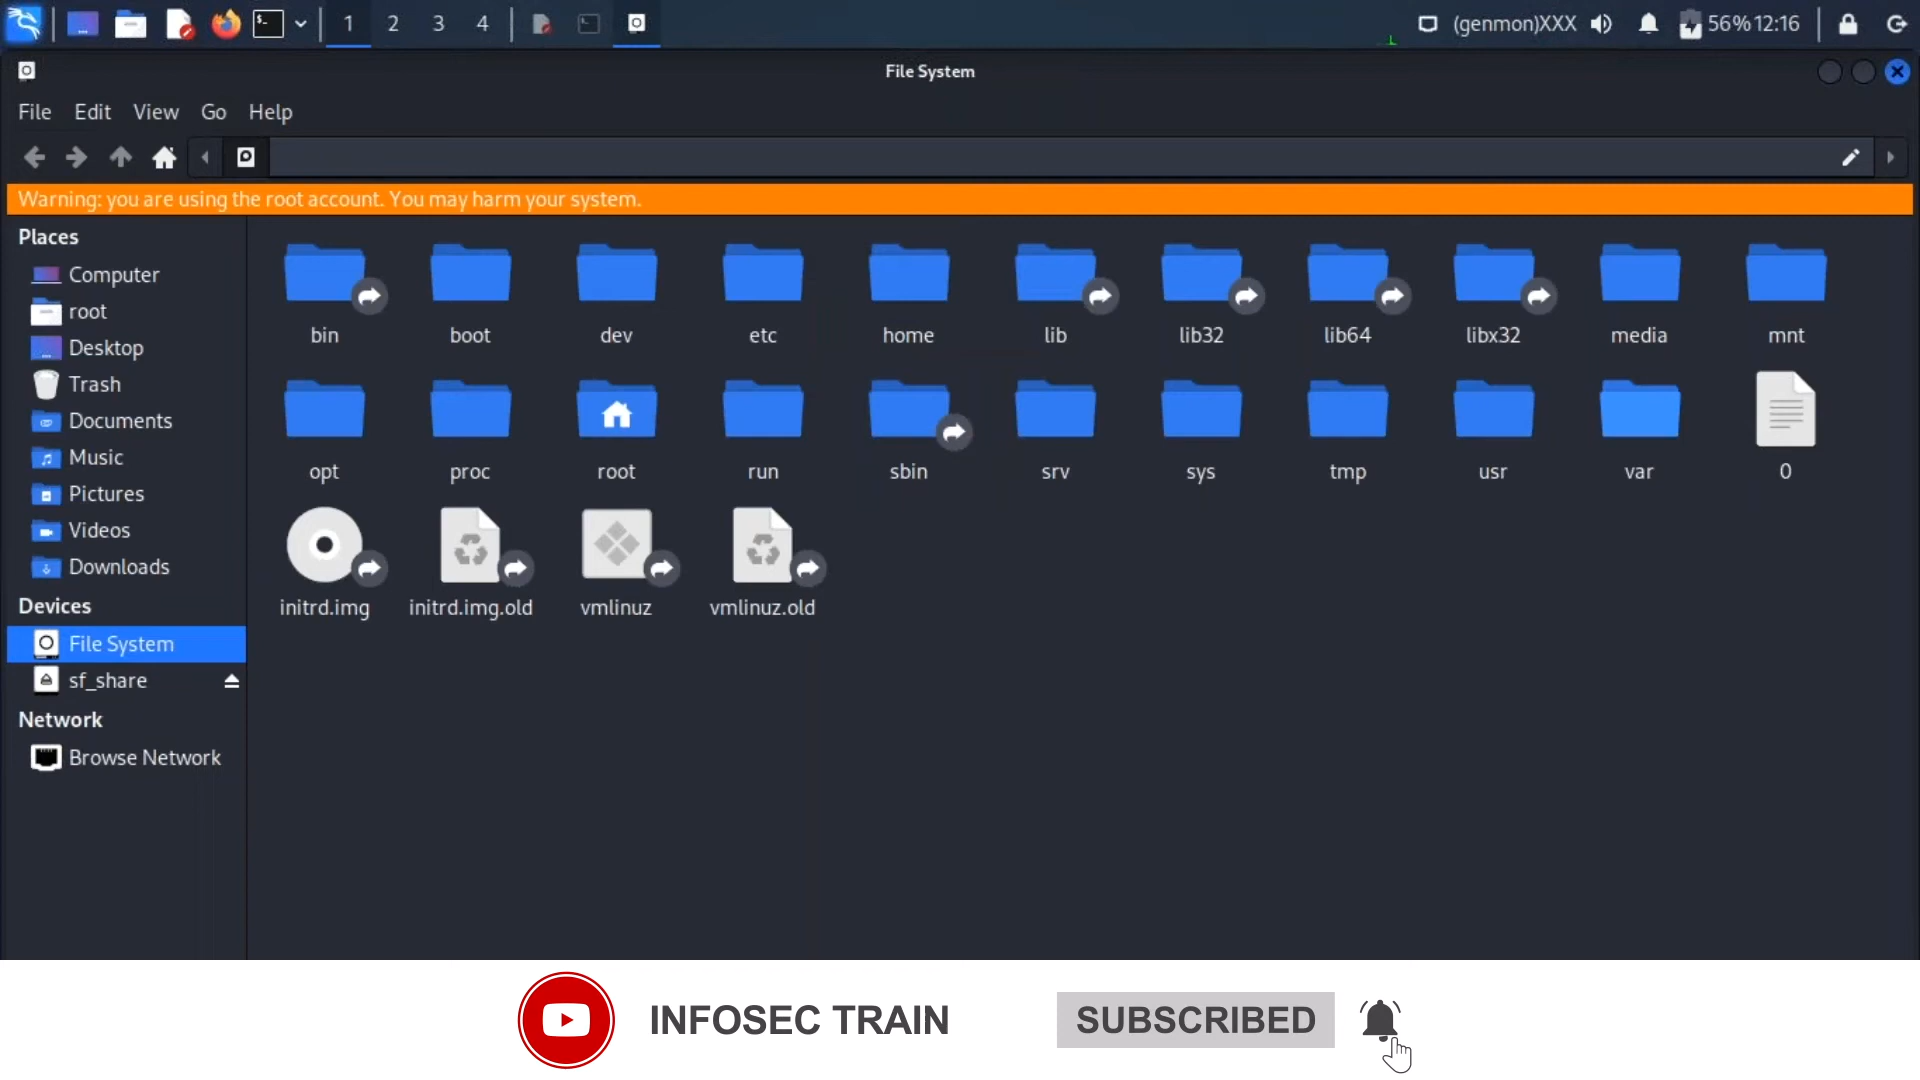 1 2 3 4 (genmon)XXX 56% 12:16
File System
File Edit View Go Help
Warning: you are using the root account. You may harm your system.
Places
Computer
root
Desktop
Trash
Documents
Music
Pictures
Videos
Downloads
Devices
File System
sf_share
Network
Browse Network
bin boot dev etc home lib lib32 lib64 libx32 media mnt
opt proc root run sbin srv sys tmp usr var 0
initrd.img initrd.img.old vmlinuz vmlinuz.old
INFOSEC TRAIN SUBSCRIBED